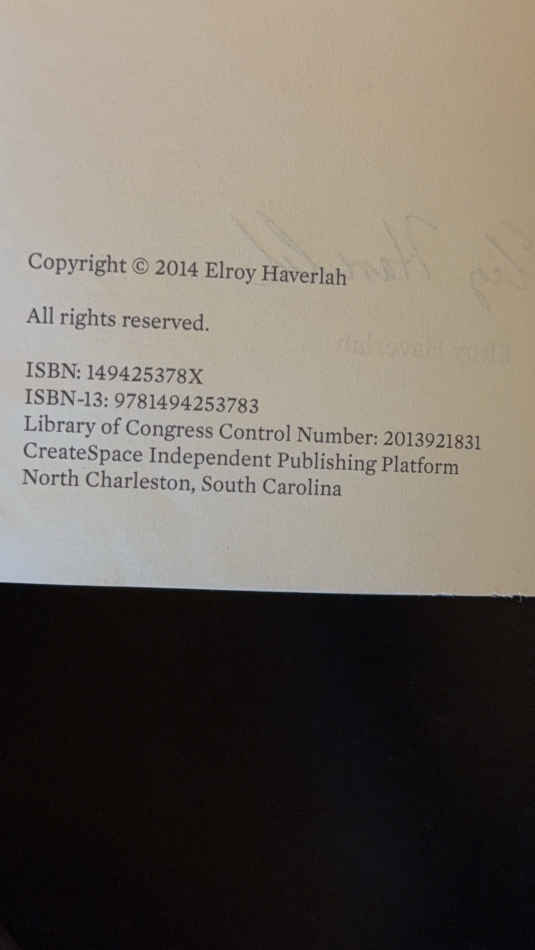 Copyright © 2014 Elroy Haverlah
All rights reserved.
ISBN: 149425378X
ISBN-13: 9781494253783
Library of Congress Control Number: 2013921831
CreateSpace Independent Publishing Platform
North Charleston, South Carolina